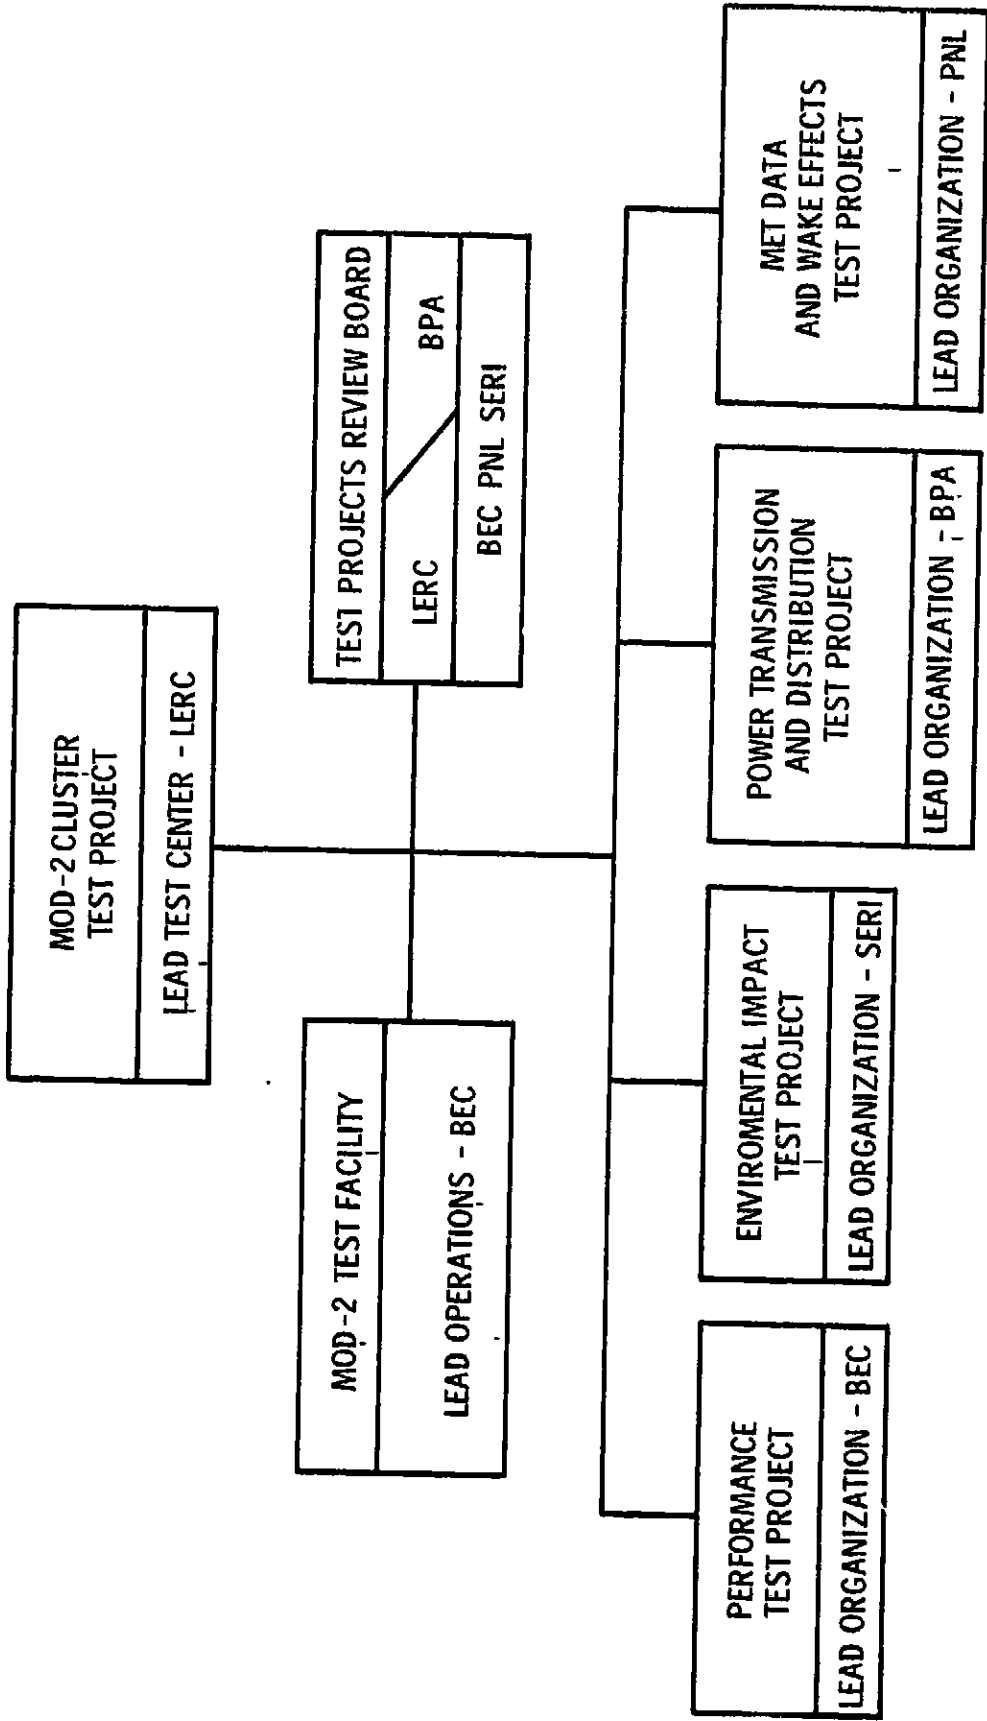 MOD-2 CLUSTER
TEST PROJECT
LEAD TEST CENTER - LERC
MOD-2 TEST FACILITY
LEAD OPERATIONS - BEC
TEST PROJECTS REVIEW BOARD
LERC
BPA
BEC PNL SERI
PERFORMANCE
TEST PROJECT
LEAD ORGANIZATION - BEC
ENVIROMENTAL IMPACT
TEST PROJECT
LEAD ORGANIZATION - SERI
POWER TRANSMISSION
AND DISTRIBUTION
TEST PROJECT
LEAD ORGANIZATION - BPA
MET DATA
AND WAKE EFFECTS
TEST PROJECT
LEAD ORGANIZATION - PNL